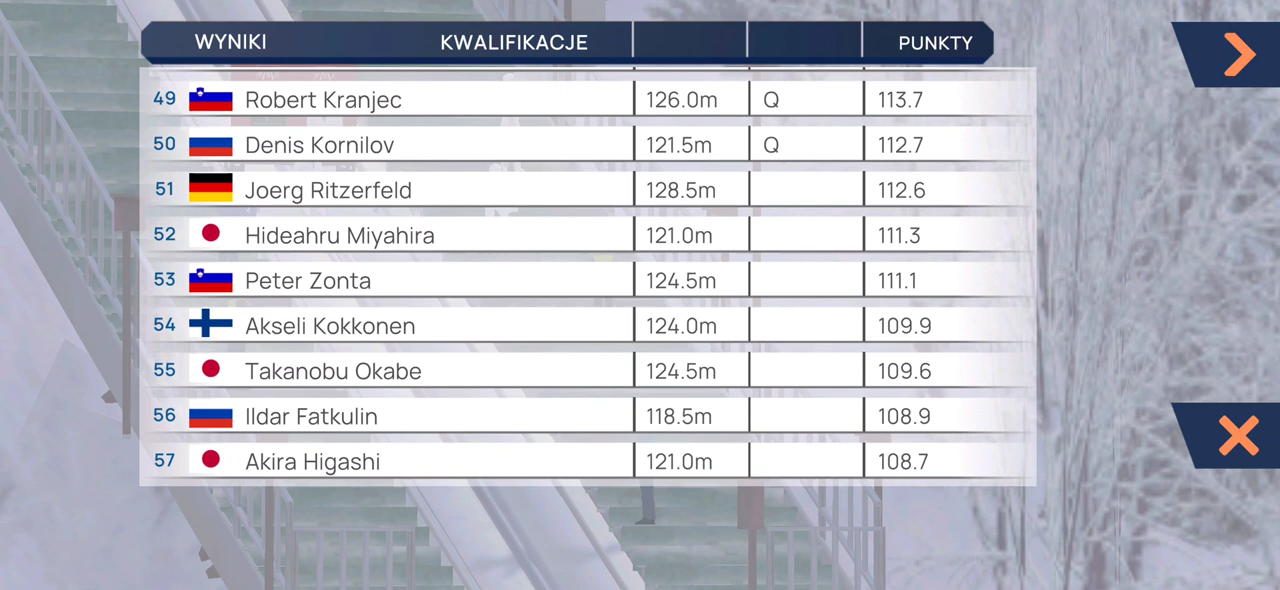 WYNIKI KWALIFIKACJE PUNKTY
49 Robert Kranjec 126.0m Q 113.7
50 Denis Kornilov 121.5m Q 112.7
51 Joerg Ritzerfeld 128.5m 112.6
52 Hideahru Miyahira 121.0m 111.3
53 Peter Zonta 124.5m 111.1
54 Akseli Kokkonen 124.0m 109.9
55 Takanobu Okabe 124.5m 109.6
56 Ildar Fatkulin 118.5m 108.9
57 Akira Higashi 121.0m 108.7